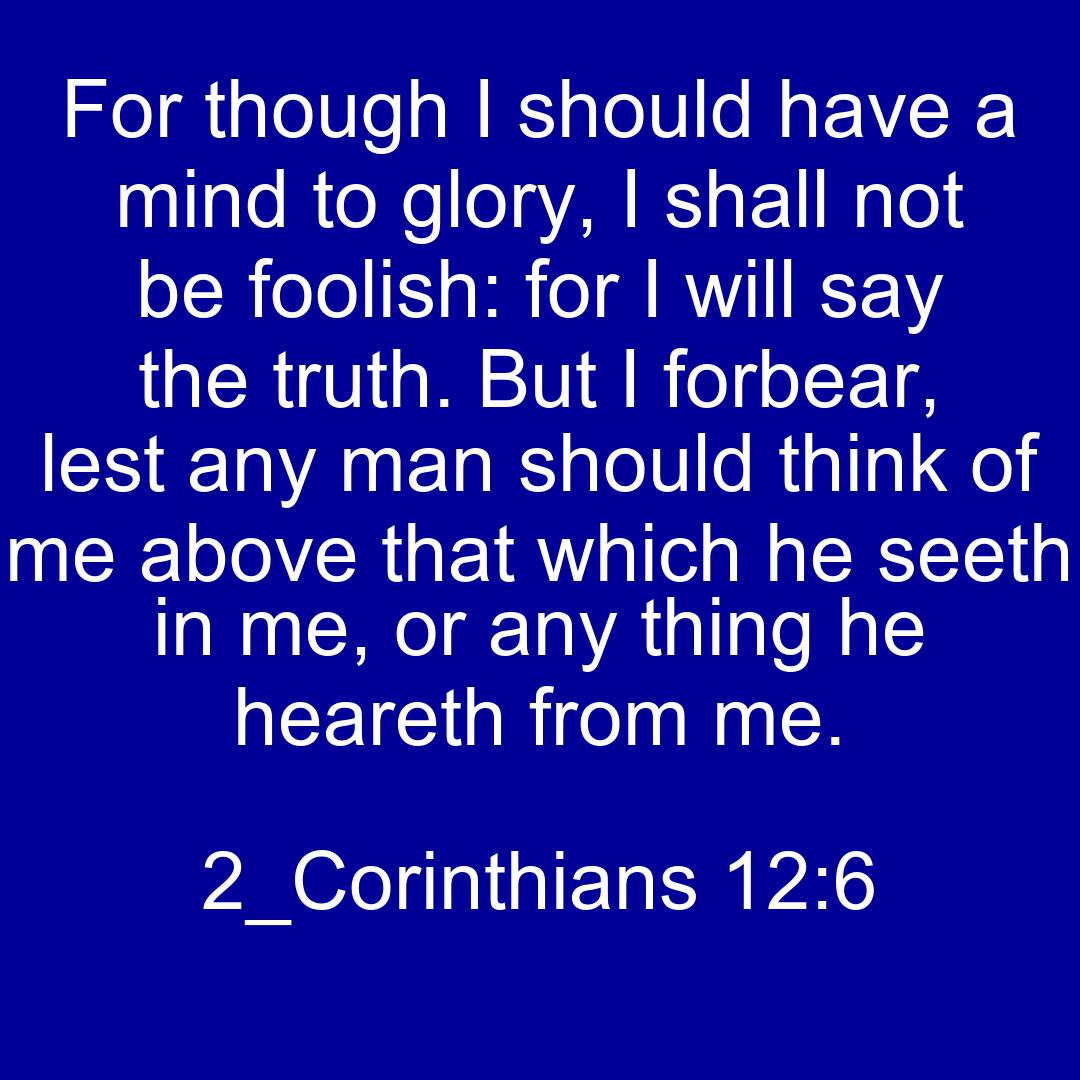 For though I should have a
mind to glory, I shall not
be foolish: for I will say
the truth. But I forbear,
lest any man should think of
me above that which he seeth
in me, or any thing he
heareth from me.
2_Corinthians 12:6